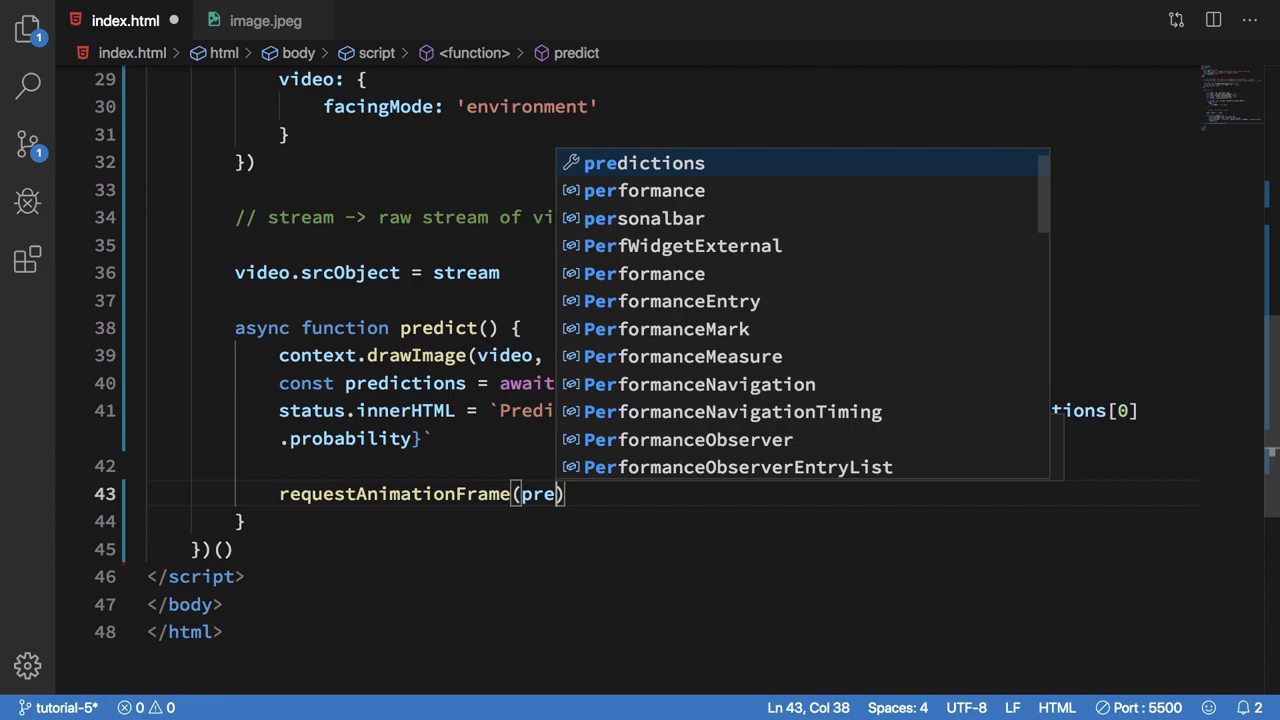 index.html
image.jpeg
index.html > html > body > script > <function> > predict
1
1
29 video: {
30 facingMode: 'environment'
31 }
32 })
33
34 // stream -> raw stream of vi
35
36 video.srcObject = stream
37
38 async function predict() {
39 context.drawImage(video,
40 const predictions = await
41 status.innerHTML = `Predi tions[0]
.probability}`
42
43 requestAnimationFrame(pre)
44 }
45 })()
46 </script>
47 </body>
48 </html>
predictions
performance
personalbar
PerfWidgetExternal
Performance
PerformanceEntry
PerformanceMark
PerformanceMeasure
PerformanceNavigation
PerformanceNavigationTiming
PerformanceObserver
PerformanceObserverEntryList
tutorial-5* 0 0 Ln 43, Col 38 Spaces: 4 UTF-8 LF HTML Port : 5500 2